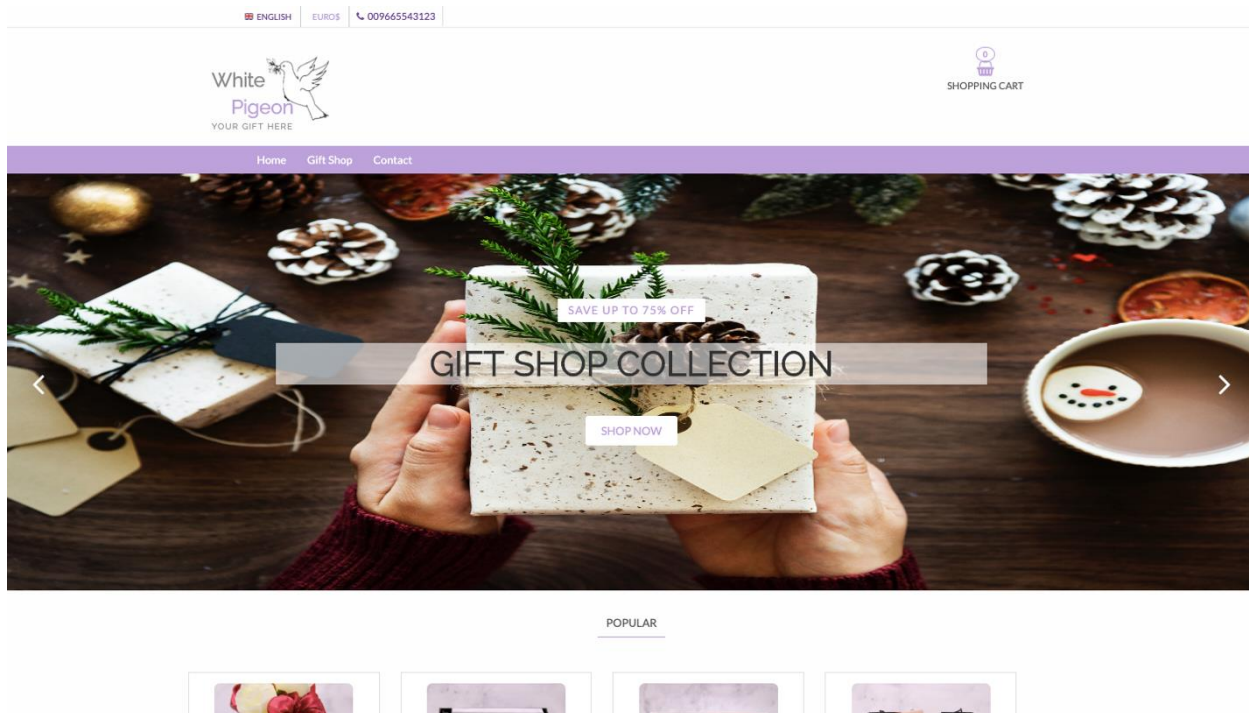 ENGLISH
EURO$
009665543123
White
Pigeon
YOUR GIFT HERE
0
SHOPPING CART
Home
Gift Shop
Contact
SAVE UP TO 75% OFF
GIFT SHOP COLLECTION
SHOP NOW
POPULAR